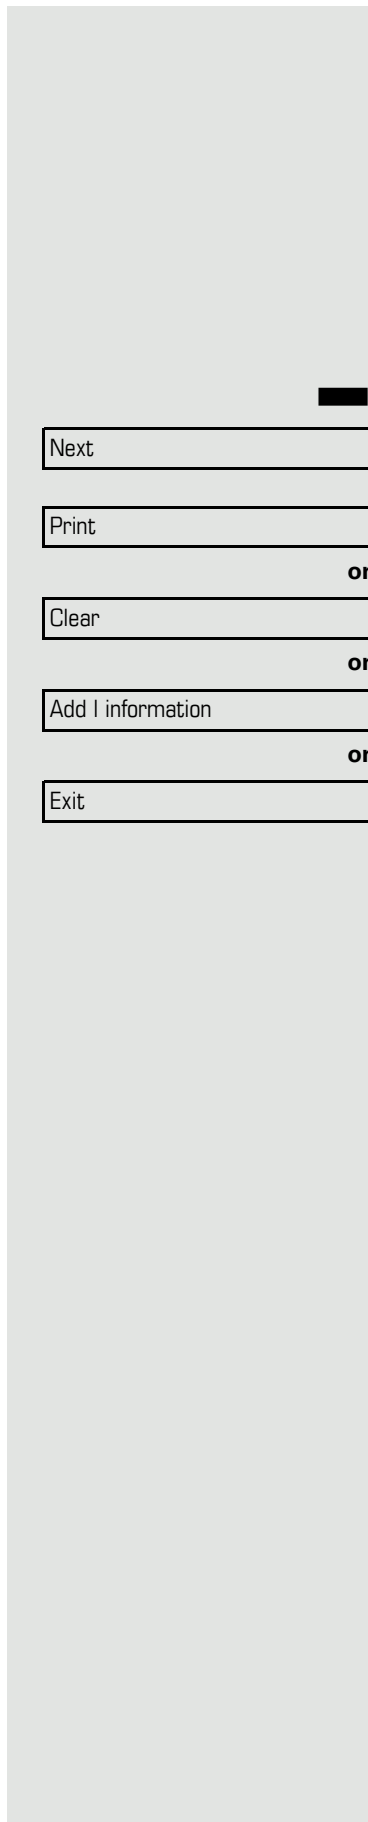 Next
Print
or
Clear
or
Add l information
or
Exit